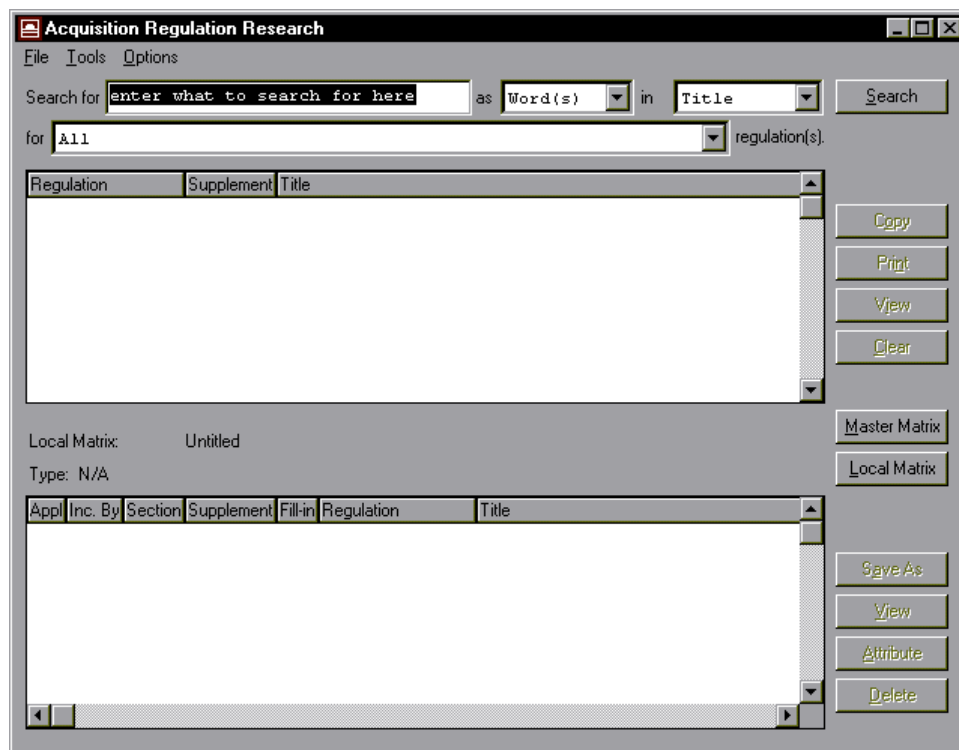 Acquisition Regulation Research
File Tools Options
Search for enter what to search for here as Word(s) in Title Search
for All regulation(s).
Regulation Supplement Title
Copy
Print
View
Clear
Local Matrix: Untitled
Master Matrix
Type: N/A
Local Matrix
Appl Inc. By Section Supplement Fill-in Regulation Title
Save As
View
Attribute
Delete